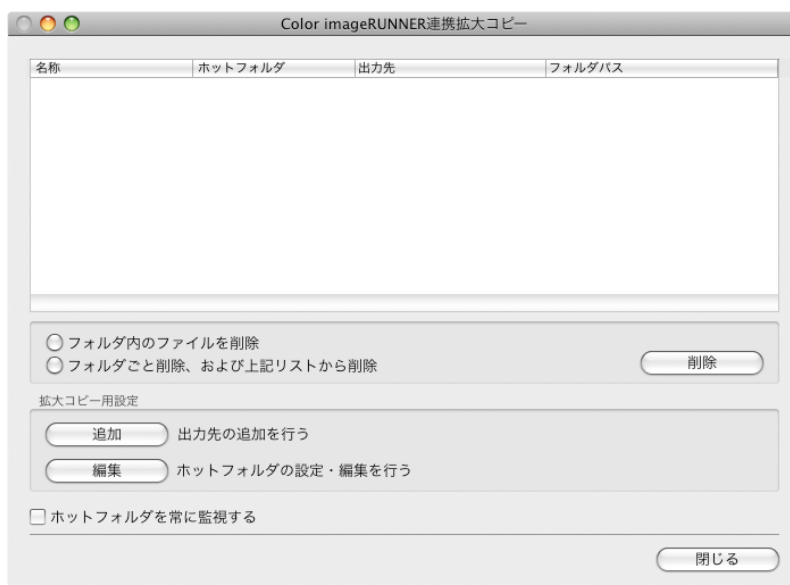 Color imageRUNNER連携拡大コピー
名称 ホットフォルダ 出力先 フォルダパス
フォルダ内のファイルを削除
フォルダごと削除、および上記リストから削除
削除
拡大コピー用設定
追加 出力先の追加を行う
編集 ホットフォルダの設定・編集を行う
ホットフォルダを常に監視する
閉じる